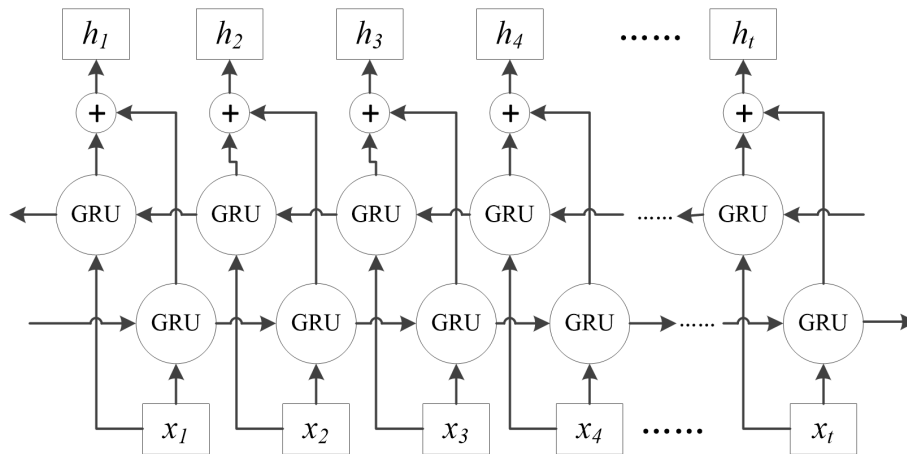 h₁ h₂ h₃ h₄ …… hₜ
+ + + + +
GRU GRU GRU GRU …… GRU
GRU GRU GRU GRU …… GRU
x₁ x₂ x₃ x₄ …… xₜ